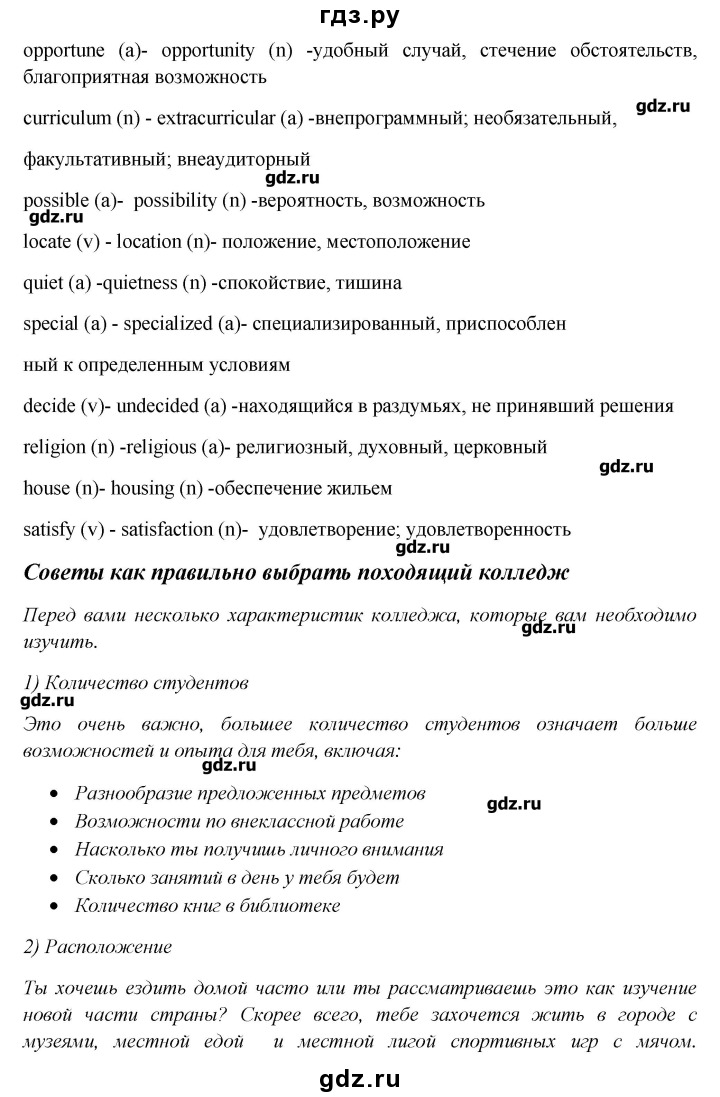 гдз.ру
opportune (a)- opportunity (n) -удобный случай, стечение обстоятельств,
благоприятная возможность
curriculum (n) - extracurricular (a) -внепрограммный; необязательный,
gdz.ru
факультативный; внеаудиторный
gdz.ru
possible (a)- possibility (n) -вероятность, возможность
gdz.ru
locate (v) - location (n)- положение, местоположение
quiet (a) -quietness (n) -спокойствие, тишина
special (a) - specialized (a)- специализированный, приспособлен
ный к определенным условиям
decide (v)- undecided (a) -находящийся в раздумьях, не принявший решения
religion (n) -religious (a)- религиозный, духовный, церковный
gdz.ru
house (n)- housing (n) -обеспечение жильем
satisfy (v) - satisfaction (n)- удовлетворение; удовлетворенность
gdz.ru
Советы как правильно выбрать походящий колледж
Перед вами несколько характеристик колледжа, которые вам необходимо
gdz.ru
изучить.
1) Количество студентов
gdz.ru
Это очень важно, большее количество студентов означает больше
возможностей и опыта для тебя, включая:
gdz.ru
• Разнообразие предложенных предметов
gdz.ru
• Возможности по внеклассной работе
• Насколько ты получишь личного внимания
• Сколько занятий в день у тебя будет
• Количество книг в библиотеке
2) Расположение
Ты хочешь ездить домой часто или ты рассматриваешь это как изучение
новой части страны? Скорее всего, тебе захочется жить в городе с
музеями, местной едой и местной лигой спортивных игр с мячом.
gdz.ru